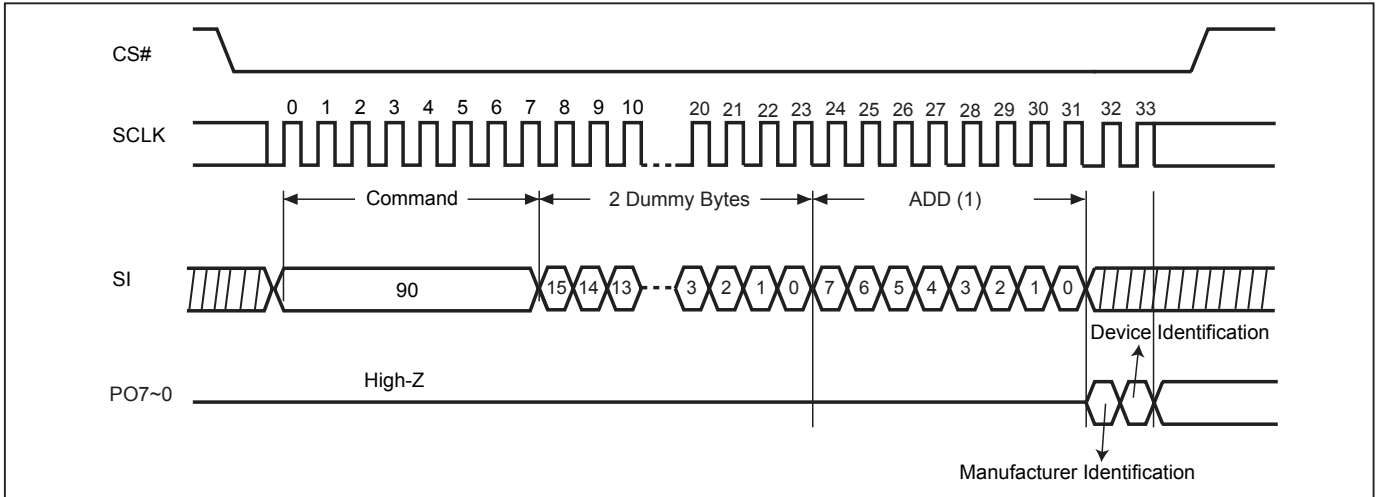 CS#
0 1 2 3 4 5 6 7 8 9 10 20 21 22 23 24 25 26 27 28 29 30 31 32 33
SCLK
Command 2 Dummy Bytes ADD (1)
SI
90 15 14 13 3 2 1 0 7 6 5 4 3 2 1 0
Device Identification
High-Z
PO7~0
Manufacturer Identification